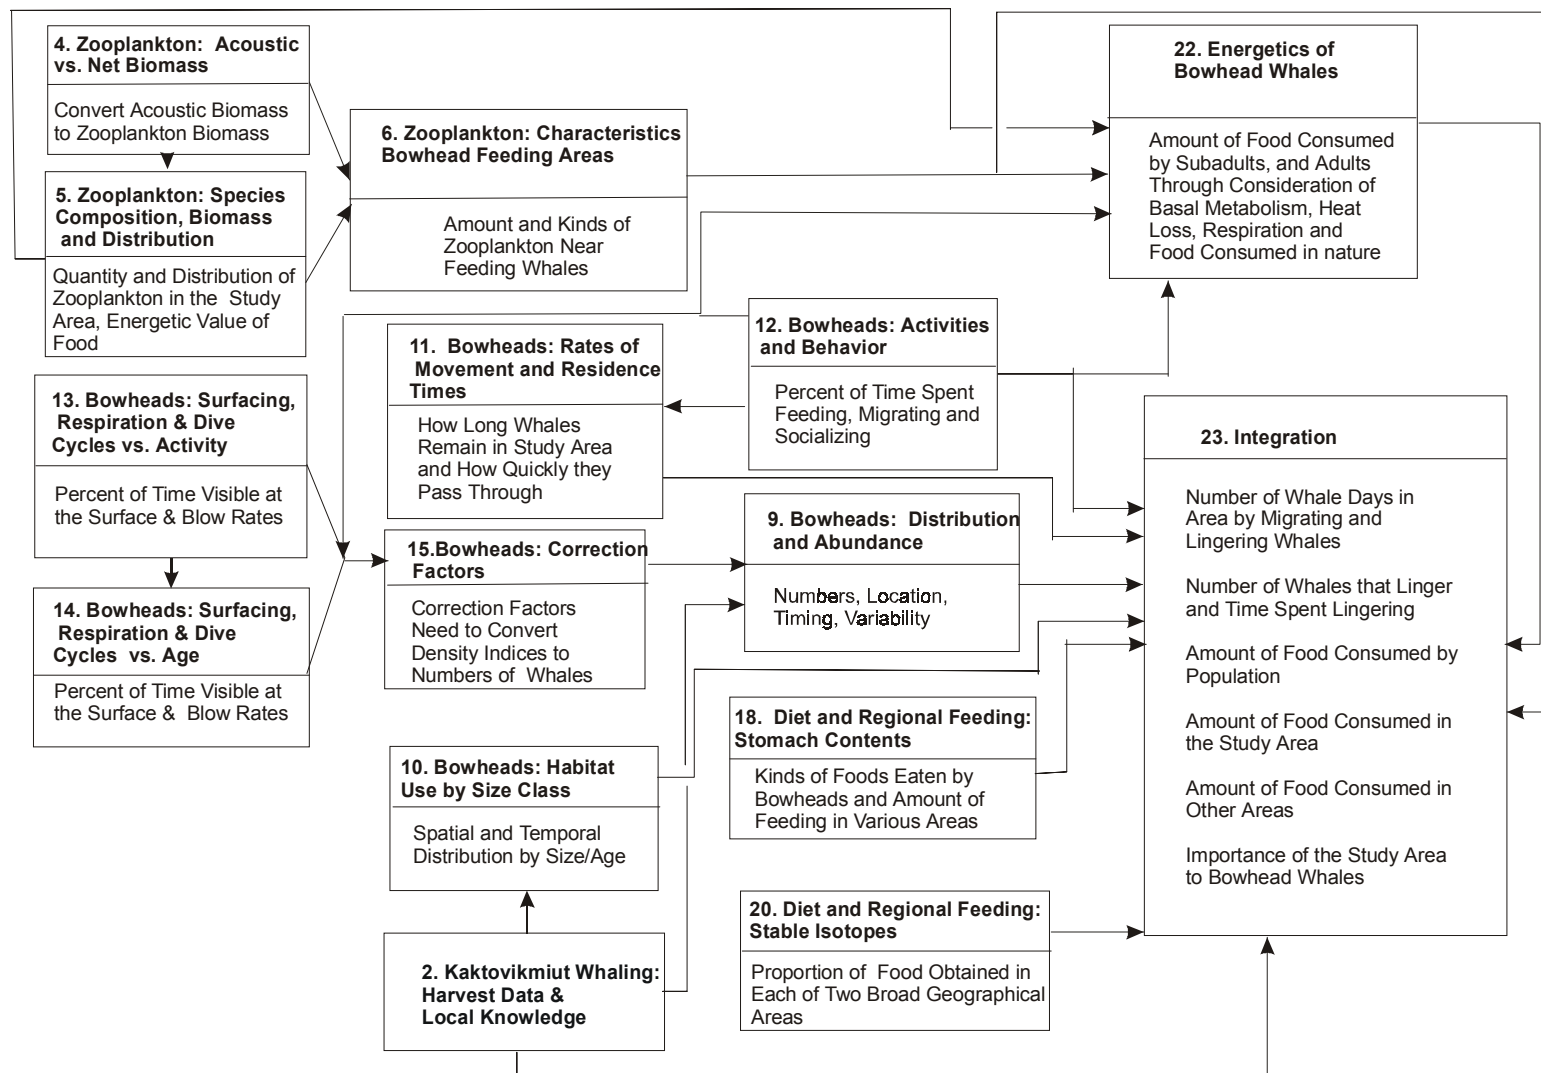 4. Zooplankton: Acoustic
vs. Net Biomass
Convert Acoustic Biomass
to Zooplankton Biomass
5. Zooplankton: Species
Composition, Biomass
and Distribution
Quantity and Distribution of
Zooplankton in the Study
Area, Energetic Value of
Food
6. Zooplankton: Characteristics
Bowhead Feeding Areas
Amount and Kinds of
Zooplankton Near
Feeding Whales
22. Energetics of
Bowhead Whales
Amount of Food Consumed
by Subadults, and Adults
Through Consideration of
Basal Metabolism, Heat
Loss, Respiration and
Food Consumed in nature
11. Bowheads: Rates of
Movement and Residence
Times
How Long Whales
Remain in Study Area
and How Quickly they
Pass Through
12. Bowheads: Activities
and Behavior
Percent of Time Spent
Feeding, Migrating and
Socializing
13. Bowheads: Surfacing,
Respiration & Dive
Cycles vs. Activity
Percent of Time Visible at
the Surface & Blow Rates
14. Bowheads: Surfacing,
Respiration & Dive
Cycles vs. Age
Percent of Time Visible at
the Surface & Blow Rates
15.Bowheads: Correction
Factors
Correction Factors
Need to Convert
Density Indices to
Numbers of Whales
9. Bowheads: Distribution
and Abundance
Numbers, Location,
Timing, Variability
10. Bowheads: Habitat
Use by Size Class
Spatial and Temporal
Distribution by Size/Age
18. Diet and Regional Feeding:
Stomach Contents
Kinds of Foods Eaten by
Bowheads and Amount of
Feeding in Various Areas
2. Kaktovikmiut Whaling:
Harvest Data &
Local Knowledge
20. Diet and Regional Feeding:
Stable Isotopes
Proportion of Food Obtained in
Each of Two Broad Geographical
Areas
23. Integration
Number of Whale Days in
Area by Migrating and
Lingering Whales
Number of Whales that Linger
and Time Spent Lingering
Amount of Food Consumed by
Population
Amount of Food Consumed in
the Study Area
Amount of Food Consumed in
Other Areas
Importance of the Study Area
to Bowhead Whales